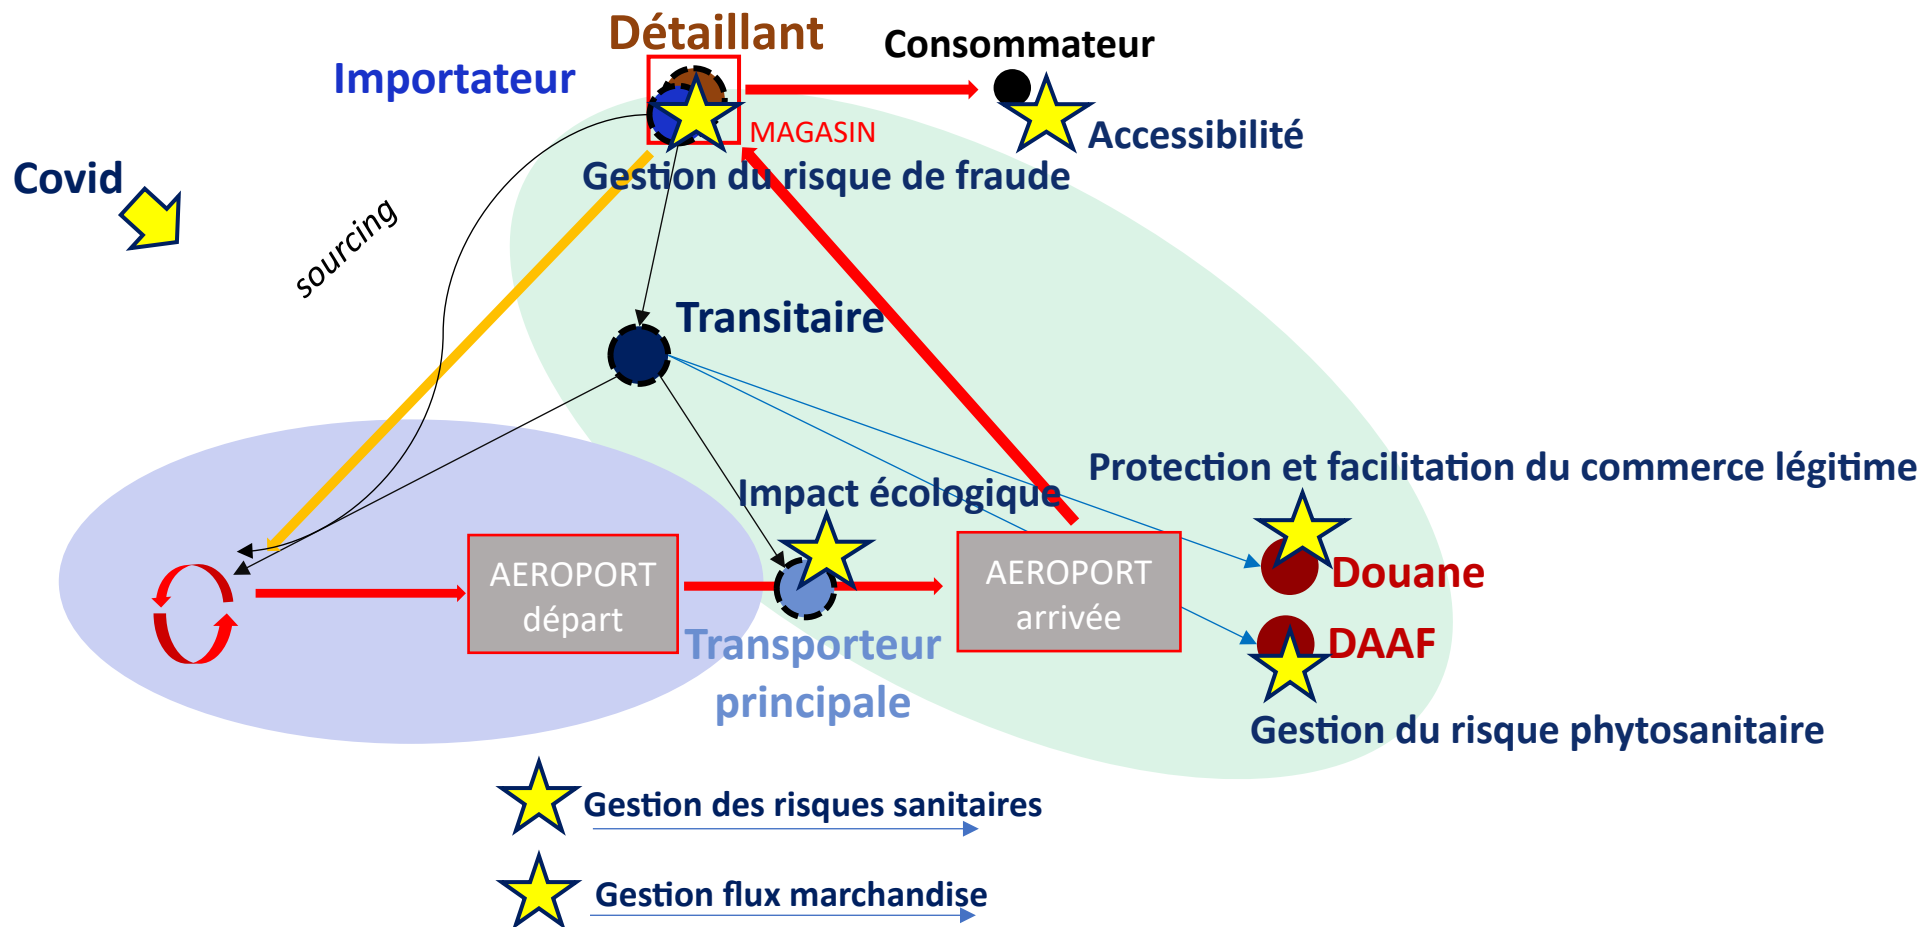 Détaillant
Consommateur
Importateur
MAGASIN
Accessibilité
Covid
Gestion du risque de fraude
sourcing
Transitaire
Protection et facilitation du commerce légitime
Impact écologique
AEROPORT
départ
AEROPORT
arrivée
Douane
DAAF
Transporteur
principale
Gestion du risque phytosanitaire
Gestion des risques sanitaires
Gestion flux marchandise